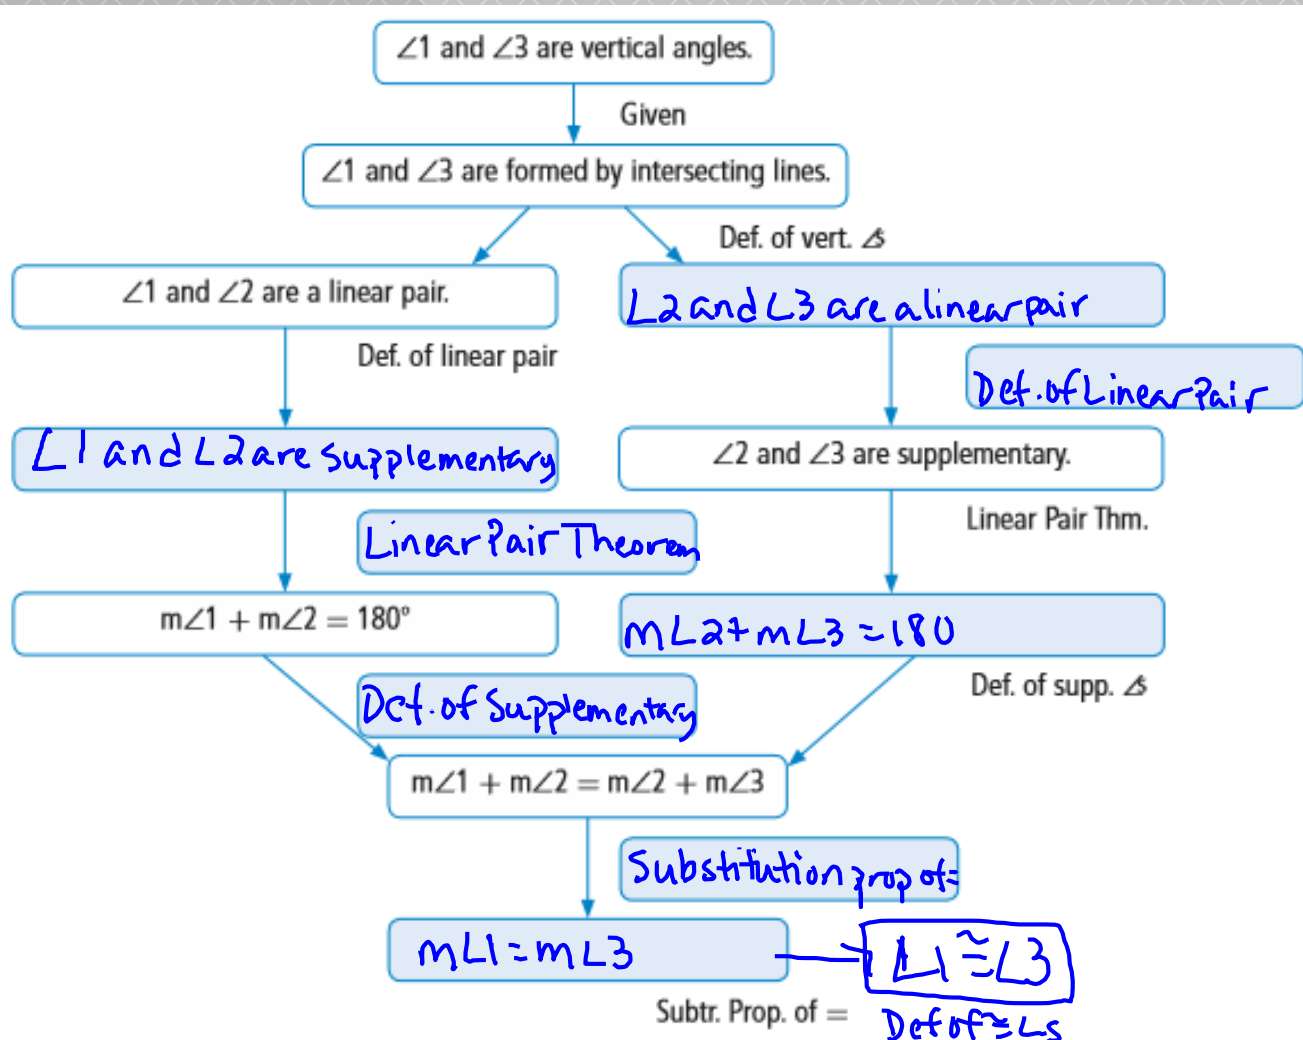 ∠1 and ∠3 are vertical angles.
Given
∠1 and ∠3 are formed by intersecting lines.
Def. of vert. ∠s
∠1 and ∠2 are a linear pair.
∠2 and ∠3 are a linear pair
Def. of linear pair
Def. of Linear Pair
∠1 and ∠2 are supplementary
∠2 and ∠3 are supplementary.
Linear Pair Theorem
Linear Pair Thm.
m∠1 + m∠2 = 180°
m∠2 + m∠3 = 180
Def. of Supplementary
Def. of supp. ∠s
m∠1 + m∠2 = m∠2 + m∠3
Substitution prop of =
m∠1 = m∠3
∠1 ≅ ∠3
Subtr. Prop. of =
Def of ≅ ∠s